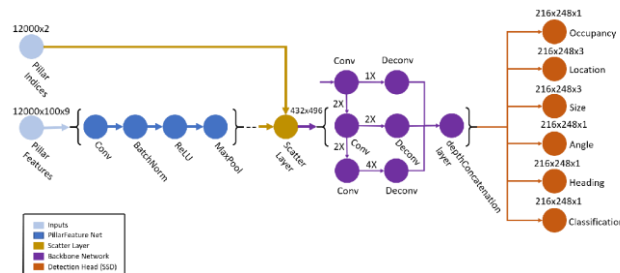 12000x2
Pillar
Indices
12000x100x9
Pillar
Features
Conv
BatchNorm
ReLU
MaxPool
432x496
Scatter
Layer
Conv
1X
Deconv
2X
Conv
2X
Deconv
2X
Conv
4X
Deconv
depthConcatenation
layer
216x248x1
Occupancy
216x248x3
Location
216x248x3
Size
216x248x1
Angle
216x248x1
Heading
216x248x1
Classification
Inputs
PillarFeature Net
Scatter Layer
Backbone Network
Detection Head (SSD)